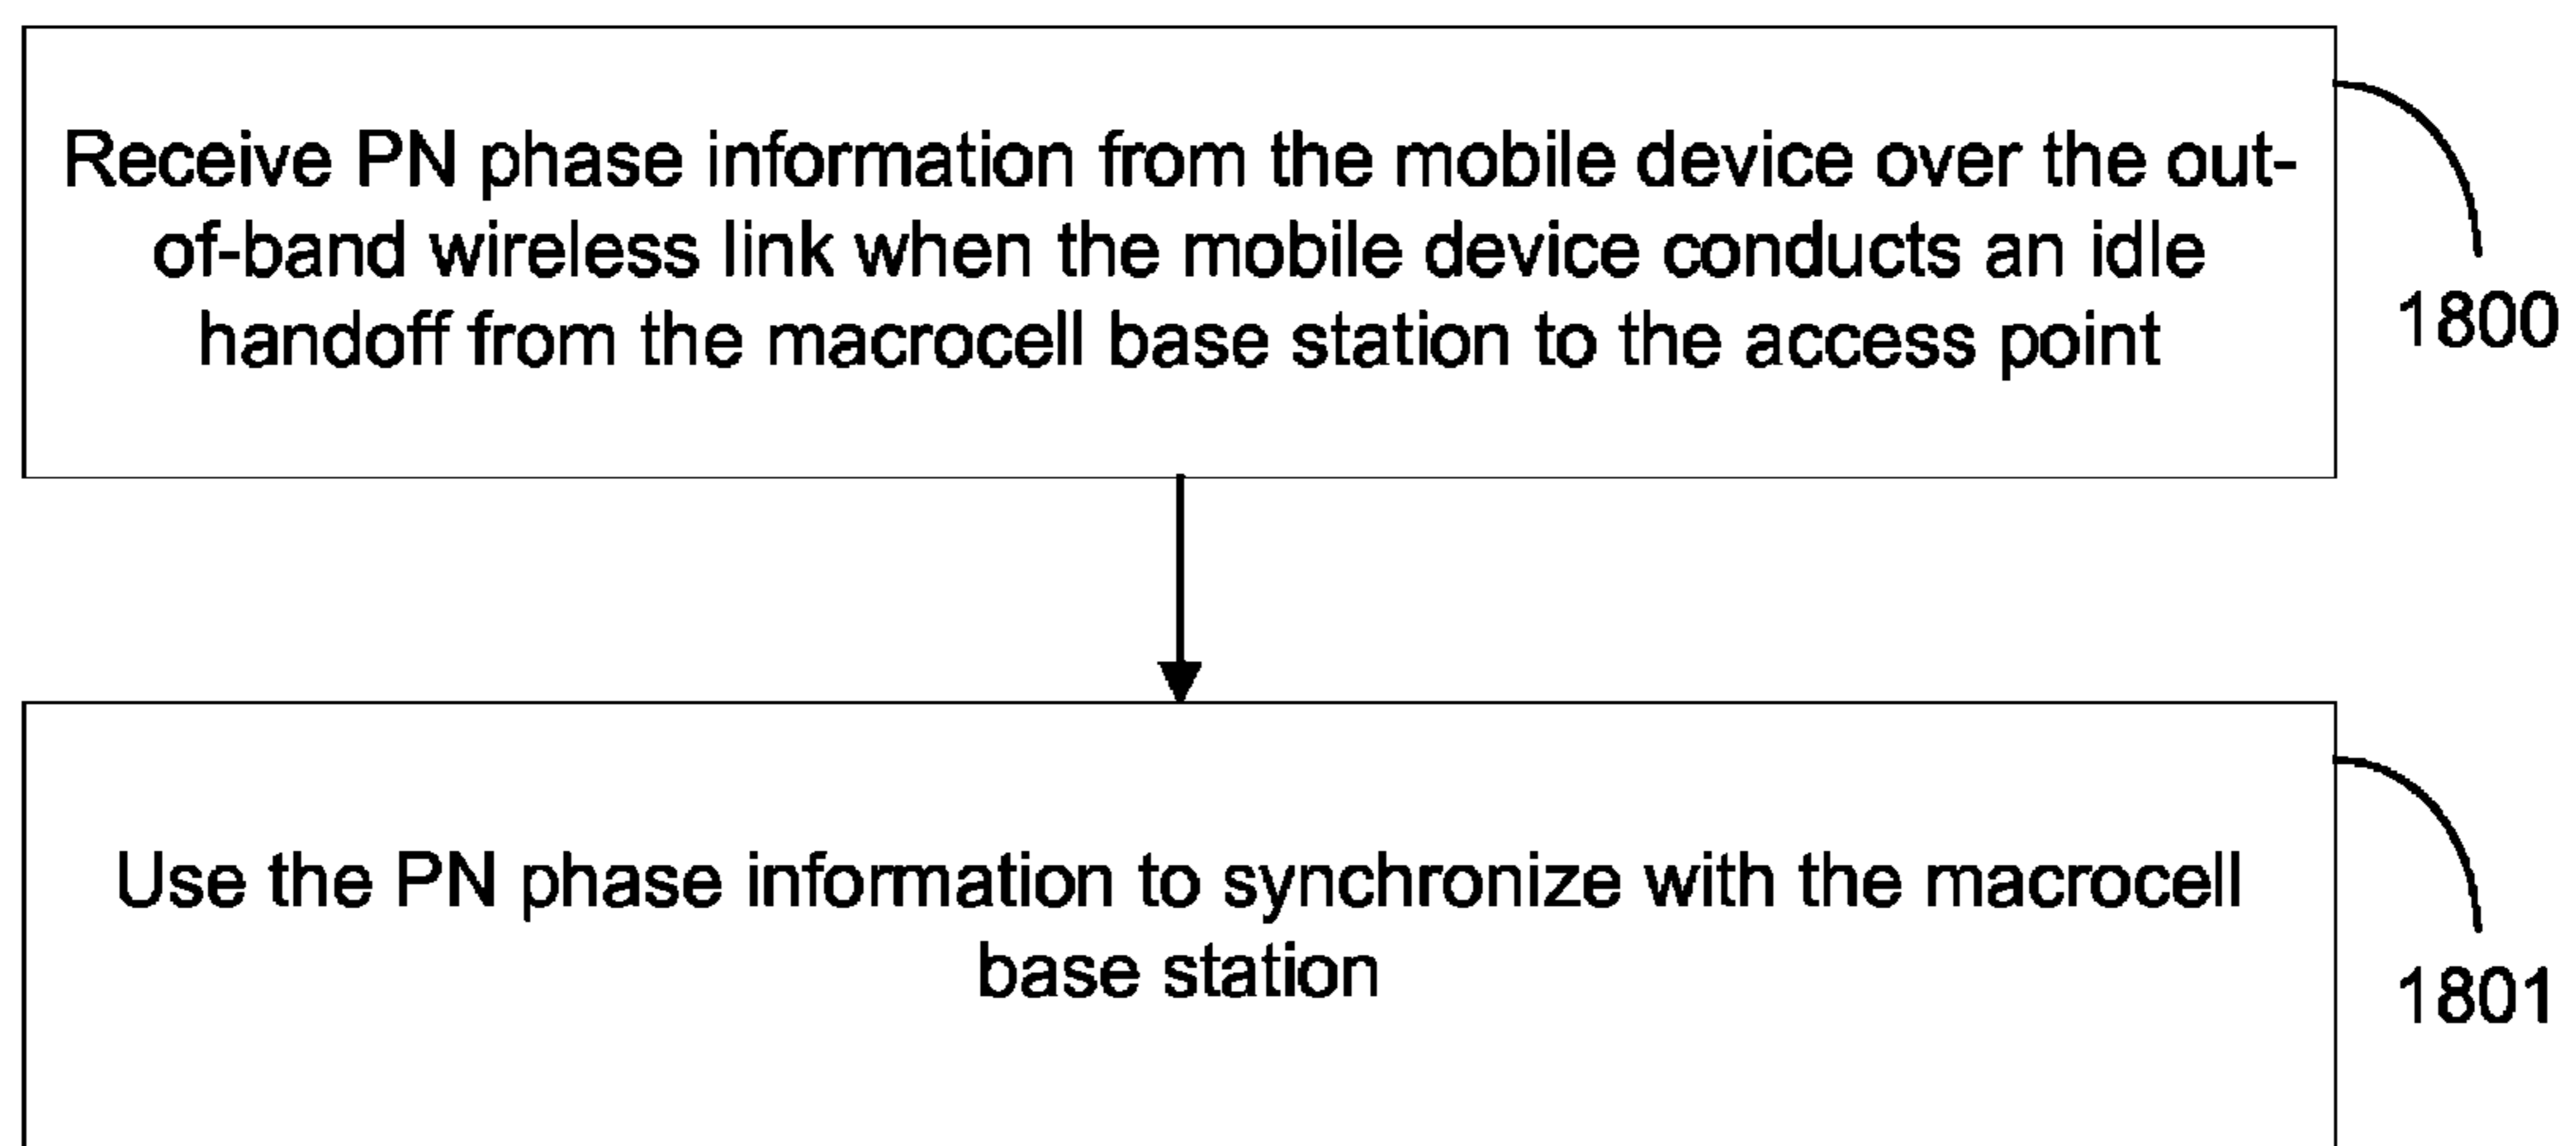 Receive PN phase information from the mobile device over the out-
of-band wireless link when the mobile device conducts an idle
handoff from the macrocell base station to the access point
1800
Use the PN phase information to synchronize with the macrocell
base station
1801